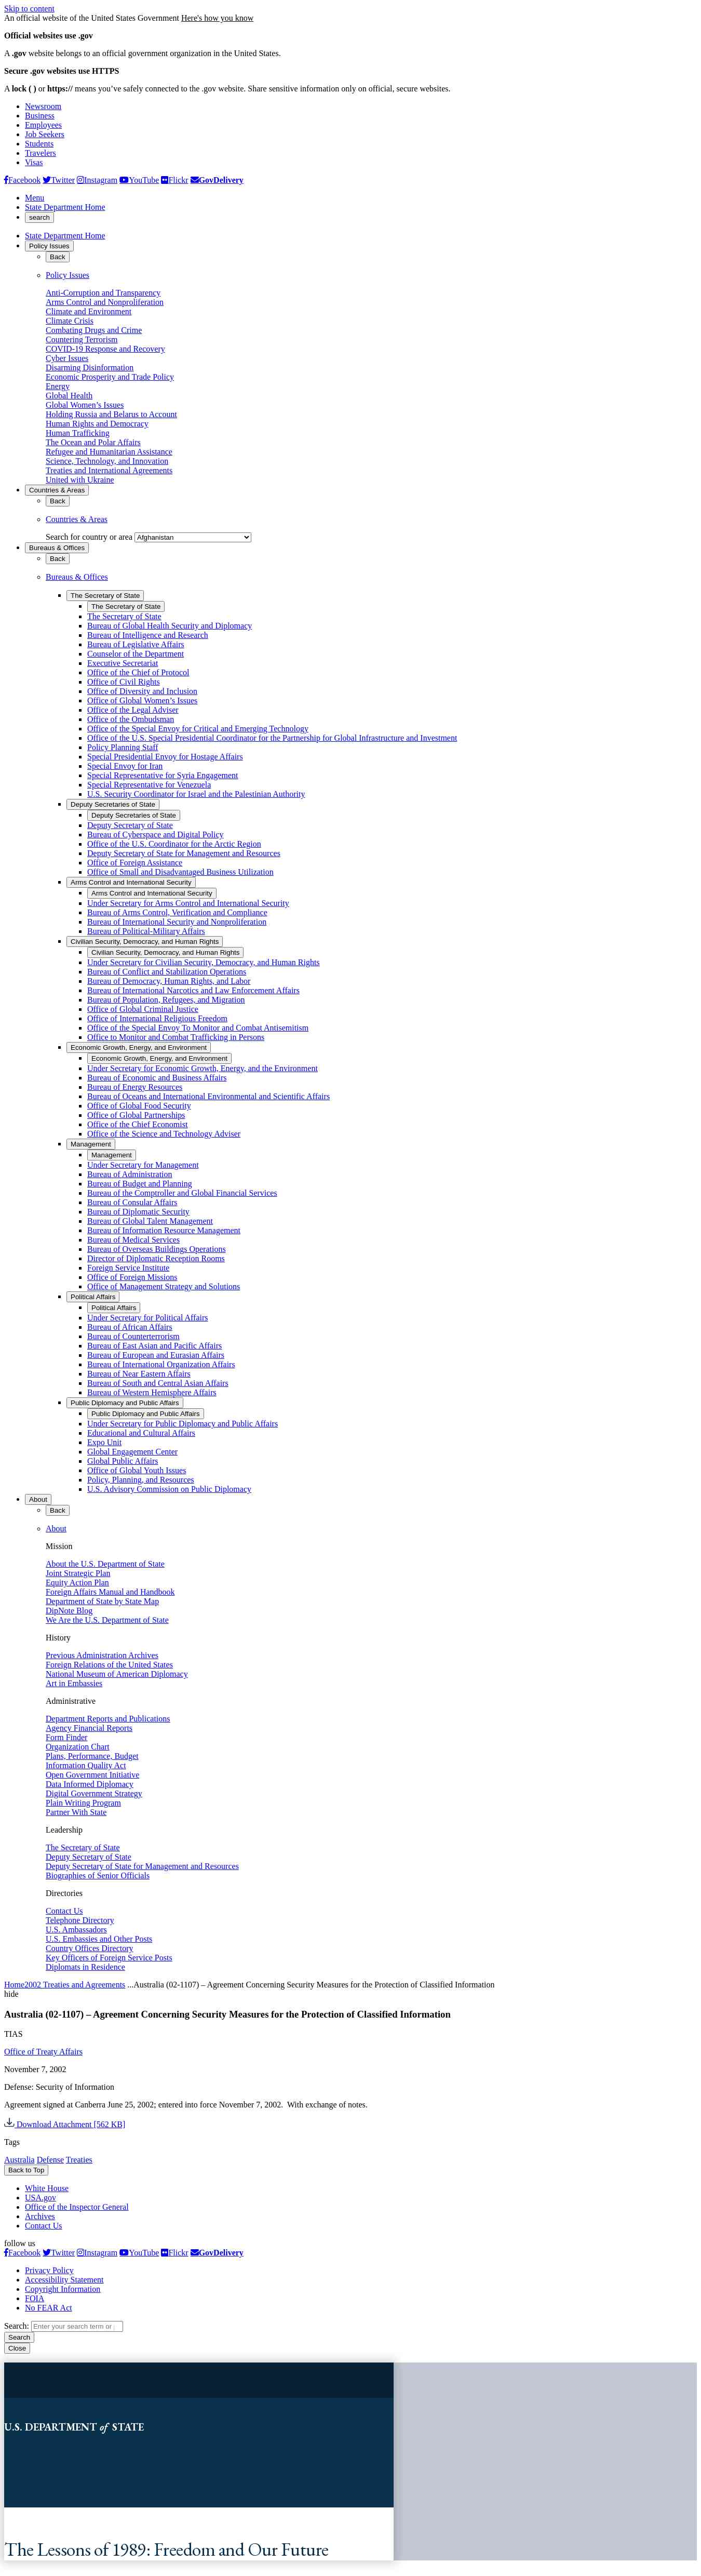 Skip to content
An official website of the United States Government Here's how you know
Official websites use .gov
A .gov website belongs to an official government organization in the United States.
Secure .gov websites use HTTPS
A lock ( ) or https:// means you've safely connected to the .gov website. Share sensitive information only on official, secure websites.
Newsroom
Business
Employees
Job Seekers
Students
Travelers
Visas
Facebook Twitter Instagram YouTube Flickr GovDelivery
Menu
State Department Home
search
State Department Home
Policy Issues
Back
Policy Issues
Anti-Corruption and Transparency
Arms Control and Nonproliferation
Climate and Environment
Climate Crisis
Combating Drugs and Crime
Countering Terrorism
COVID-19 Response and Recovery
Cyber Issues
Disarming Disinformation
Economic Prosperity and Trade Policy
Energy
Global Health
Global Women's Issues
Holding Russia and Belarus to Account
Human Rights and Democracy
Human Trafficking
The Ocean and Polar Affairs
Refugee and Humanitarian Assistance
Science, Technology, and Innovation
Treaties and International Agreements
United with Ukraine
Countries & Areas
Back
Countries & Areas
Search for country or area Afghanistan
Bureaus & Offices
Back
Bureaus & Offices
The Secretary of State
The Secretary of State
The Secretary of State
Bureau of Global Health Security and Diplomacy
Bureau of Intelligence and Research
Bureau of Legislative Affairs
Counselor of the Department
Executive Secretariat
Office of the Chief of Protocol
Office of Civil Rights
Office of Diversity and Inclusion
Office of Global Women's Issues
Office of the Legal Adviser
Office of the Ombudsman
Office of the Special Envoy for Critical and Emerging Technology
Office of the U.S. Special Presidential Coordinator for the Partnership for Global Infrastructure and Investment
Policy Planning Staff
Special Presidential Envoy for Hostage Affairs
Special Envoy for Iran
Special Representative for Syria Engagement
Special Representative for Venezuela
U.S. Security Coordinator for Israel and the Palestinian Authority
Deputy Secretaries of State
Deputy Secretaries of State
Deputy Secretary of State
Bureau of Cyberspace and Digital Policy
Office of the U.S. Coordinator for the Arctic Region
Deputy Secretary of State for Management and Resources
Office of Foreign Assistance
Office of Small and Disadvantaged Business Utilization
Arms Control and International Security
Arms Control and International Security
Under Secretary for Arms Control and International Security
Bureau of Arms Control, Verification and Compliance
Bureau of International Security and Nonproliferation
Bureau of Political-Military Affairs
Civilian Security, Democracy, and Human Rights
Civilian Security, Democracy, and Human Rights
Under Secretary for Civilian Security, Democracy, and Human Rights
Bureau of Conflict and Stabilization Operations
Bureau of Democracy, Human Rights, and Labor
Bureau of International Narcotics and Law Enforcement Affairs
Bureau of Population, Refugees, and Migration
Office of Global Criminal Justice
Office of International Religious Freedom
Office of the Special Envoy To Monitor and Combat Antisemitism
Office to Monitor and Combat Trafficking in Persons
Economic Growth, Energy, and Environment
Economic Growth, Energy, and Environment
Under Secretary for Economic Growth, Energy, and the Environment
Bureau of Economic and Business Affairs
Bureau of Energy Resources
Bureau of Oceans and International Environmental and Scientific Affairs
Office of Global Food Security
Office of Global Partnerships
Office of the Chief Economist
Office of the Science and Technology Adviser
Management
Management
Under Secretary for Management
Bureau of Administration
Bureau of Budget and Planning
Bureau of the Comptroller and Global Financial Services
Bureau of Consular Affairs
Bureau of Diplomatic Security
Bureau of Global Talent Management
Bureau of Information Resource Management
Bureau of Medical Services
Bureau of Overseas Buildings Operations
Director of Diplomatic Reception Rooms
Foreign Service Institute
Office of Foreign Missions
Office of Management Strategy and Solutions
Political Affairs
Political Affairs
Under Secretary for Political Affairs
Bureau of African Affairs
Bureau of Counterterrorism
Bureau of East Asian and Pacific Affairs
Bureau of European and Eurasian Affairs
Bureau of International Organization Affairs
Bureau of Near Eastern Affairs
Bureau of South and Central Asian Affairs
Bureau of Western Hemisphere Affairs
Public Diplomacy and Public Affairs
Public Diplomacy and Public Affairs
Under Secretary for Public Diplomacy and Public Affairs
Educational and Cultural Affairs
Expo Unit
Global Engagement Center
Global Public Affairs
Office of Global Youth Issues
Policy, Planning, and Resources
U.S. Advisory Commission on Public Diplomacy
About
Back
About
Mission
About the U.S. Department of State
Joint Strategic Plan
Equity Action Plan
Foreign Affairs Manual and Handbook
Department of State by State Map
DipNote Blog
We Are the U.S. Department of State
History
Previous Administration Archives
Foreign Relations of the United States
National Museum of American Diplomacy
Art in Embassies
Administrative
Department Reports and Publications
Agency Financial Reports
Form Finder
Organization Chart
Plans, Performance, Budget
Information Quality Act
Open Government Initiative
Data Informed Diplomacy
Digital Government Strategy
Plain Writing Program
Partner With State
Leadership
The Secretary of State
Deputy Secretary of State
Deputy Secretary of State for Management and Resources
Biographies of Senior Officials
Directories
Contact Us
Telephone Directory
U.S. Ambassadors
U.S. Embassies and Other Posts
Country Offices Directory
Key Officers of Foreign Service Posts
Diplomats in Residence
Home2002 Treaties and Agreements ...Australia (02-1107) – Agreement Concerning Security Measures for the Protection of Classified Information
hide
Australia (02-1107) – Agreement Concerning Security Measures for the Protection of Classified Information
TIAS
Office of Treaty Affairs
November 7, 2002
Defense: Security of Information
Agreement signed at Canberra June 25, 2002; entered into force November 7, 2002.  With exchange of notes.
Download Attachment [562 KB]
Tags
Australia Defense Treaties
Back to Top
White House
USA.gov
Office of the Inspector General
Archives
Contact Us
follow us
Facebook Twitter Instagram YouTube Flickr GovDelivery
Privacy Policy
Accessibility Statement
Copyright Information
FOIA
No FEAR Act
Search: Enter your search term or
Search
Close
U.S. DEPARTMENT of STATE
The Lessons of 1989: Freedom and Our Future